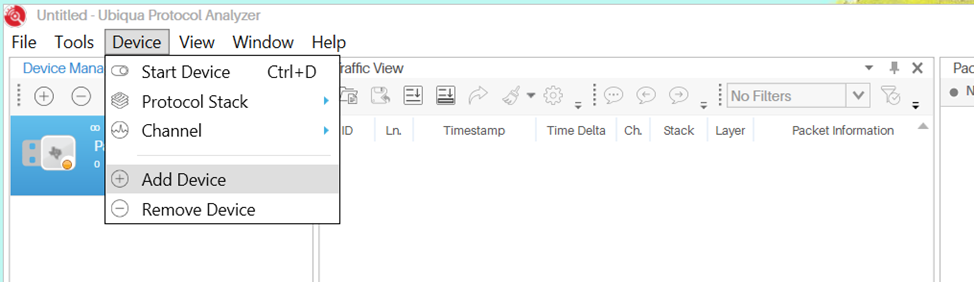 Untitled - Ubiqua Protocol Analyzer
File Tools Device View Window Help
Device Mana
Start Device Ctrl+D
Protocol Stack
Channel
Add Device
Remove Device
raffic View
No Filters
ID Ln. Timestamp Time Delta Ch. Stack Layer Packet Information
Pac
N
P
0